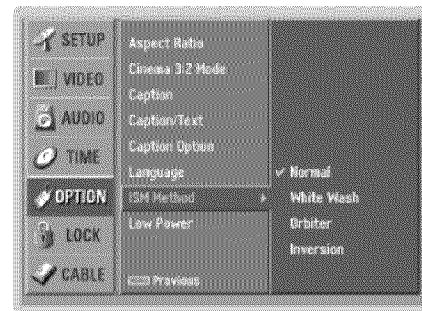 SETUP
VIDEO
AUDIO
TIME
OPTION
LOCK
CABLE
Aspect Ratio
Cinema 3:2 Mode
Caption
Caption/Text
Caption Option
Language
ISM Method
Low Power
Previous
✓ Normal
White Wash
Orbiter
Inversion